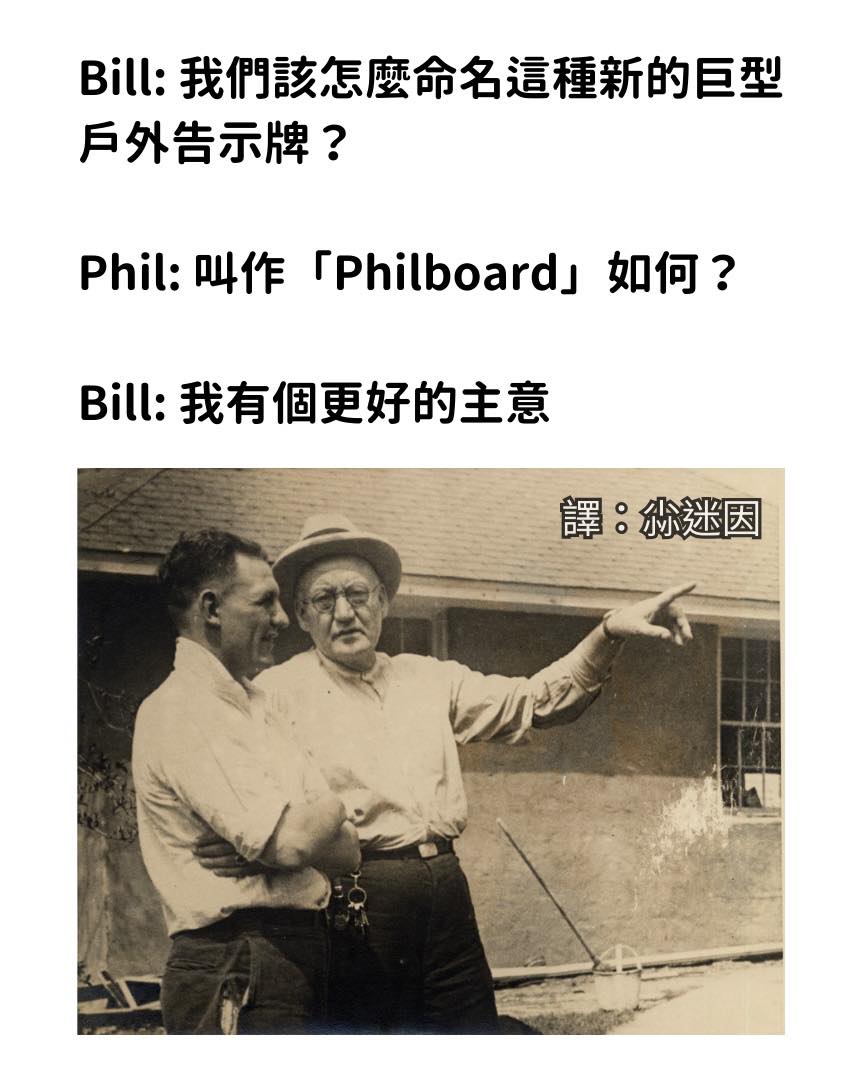 Bill: 我們該怎麼命名這種新的巨型
戶外告示牌？
Phil: 叫作「Philboard」如何？
Bill: 我有個更好的主意
譯：尛迷因